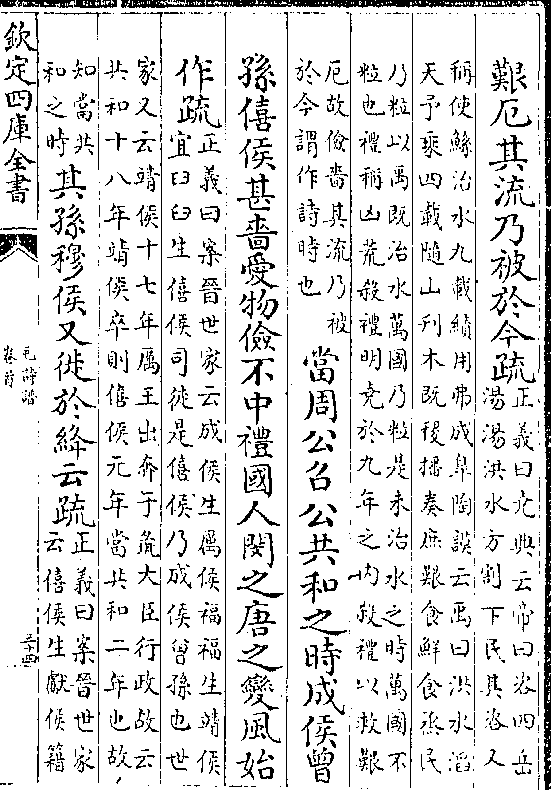 艱厄其流乃被於今疏正義曰堯典云帝曰咨四岳
湯湯洪水方割下民其咨又
稱使鯀治水九載績用弗成臯陶謨云禹曰洪水滔
天予乘四載隨山刋木既稷播奏庶艱食鮮食烝民
乃粒以禹既治水萬國乃粒是未治水之時萬國不
粒也禮稱凶荒殺禮明堯於九年之内殺禮以救艱
厄故儉嗇其流乃被
於今謂作詩時也
當周公召公共和之時成侯曾
孫僖侯甚嗇愛物儉不中禮國人閔之唐之變風始
作疏正義曰案晉世家云成侯生厲侯福福生靖侯
宜臼臼生僖侯司徒是僖侯乃成侯曾孫也世
家又云靖侯十七年厲王出奔于彘大臣行政故云
共和十八年靖侯卒則僖侯元年當共和二年也故
知當共
和之時
其孫穆侯又徙於絳云疏正義曰案晉世家
云僖侯生獻侯籍
欽定四庫全書
毛詩譜
卷首
三十四